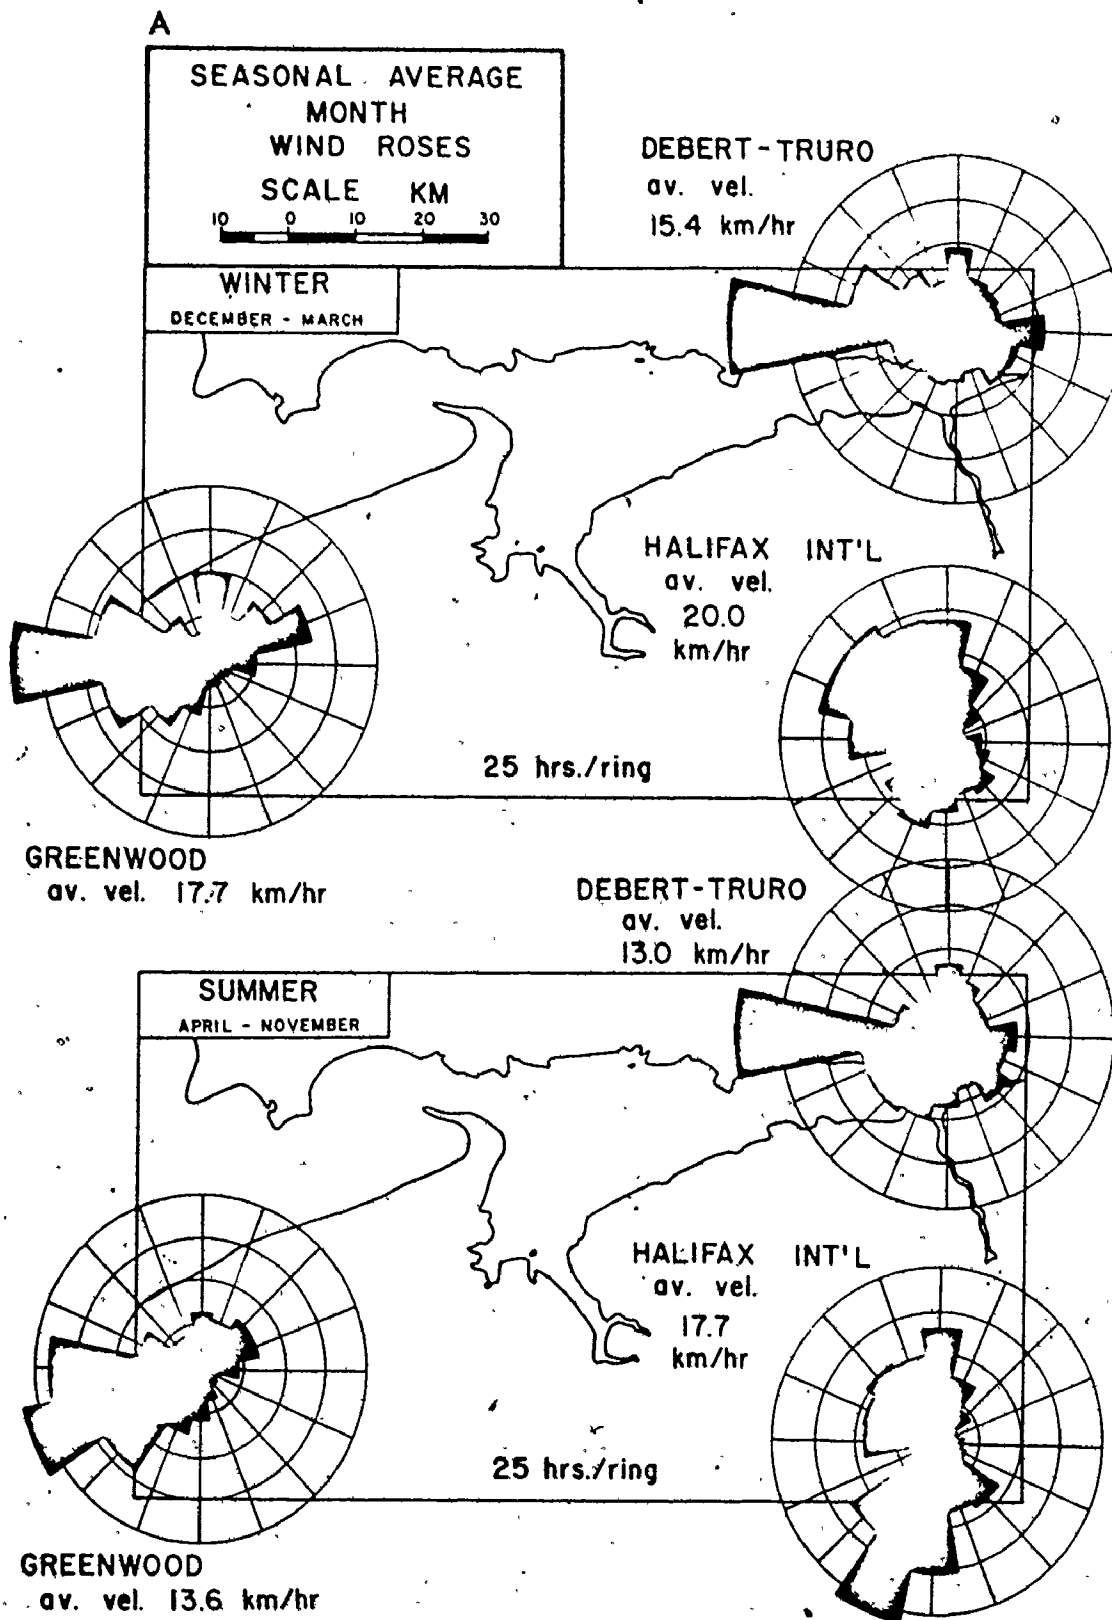 A
SEASONAL AVERAGE
MONTH
WIND ROSES
SCALE KM
10 0 10 20 30
WINTER
DECEMBER - MARCH
DEBERT-TRURO
av. vel.
15.4 km/hr
HALIFAX INT'L
av. vel.
20.0
km/hr
25 hrs./ring
GREENWOOD
av. vel. 17.7 km/hr
DEBERT-TRURO
av. vel.
13.0 km/hr
SUMMER
APRIL - NOVEMBER
HALIFAX INT'L
av. vel.
17.7
km/hr
25 hrs./ring
GREENWOOD
av. vel. 13.6 km/hr